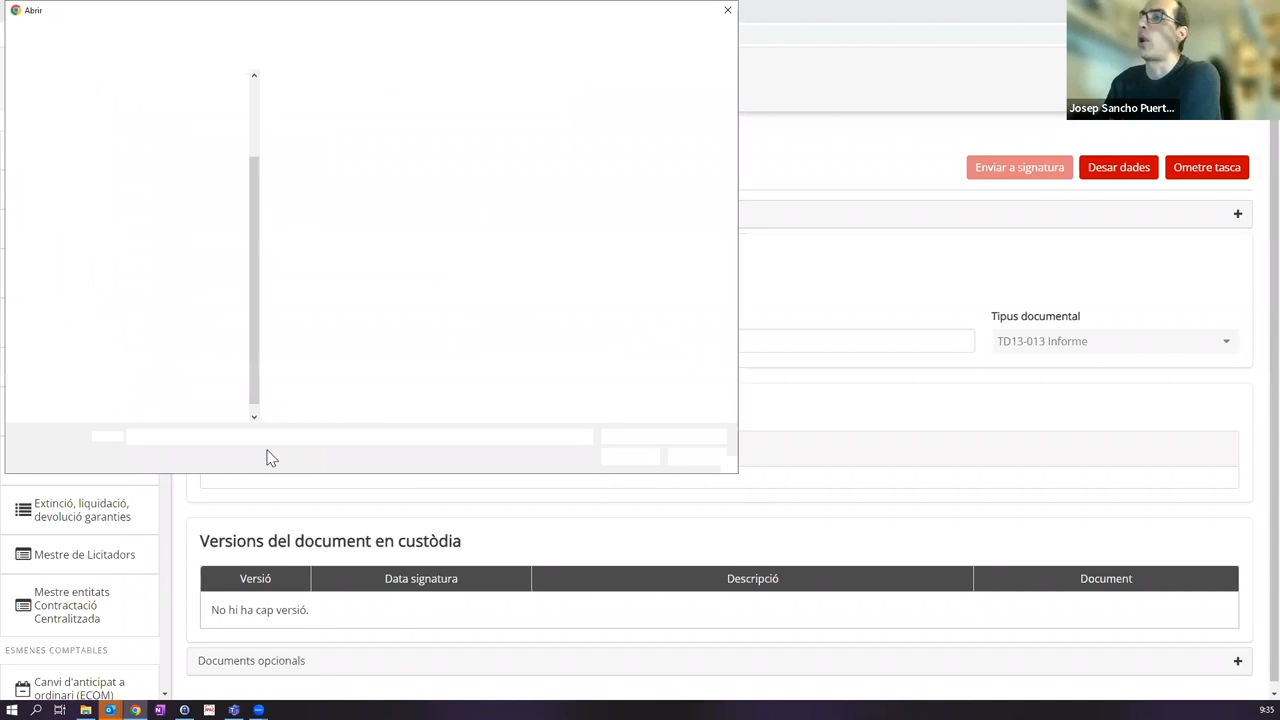 Abrir
Josep Sancho Puert...
Enviar a signatura
Desar dades
Ometre tasca
Tipus documental
TD13-013 Informe
Extinció, liquidació,
devolució garanties
Mestre de Licitadors
Mestre entitats
Contractació
Centralitzada
ESMENES COMPTABLES
Canvi d'anticipat a
ordinari (ECOM)
Versions del document en custòdia
Versió Data signatura Descripció Document
No hi ha cap versió.
Documents opcionals
9:35